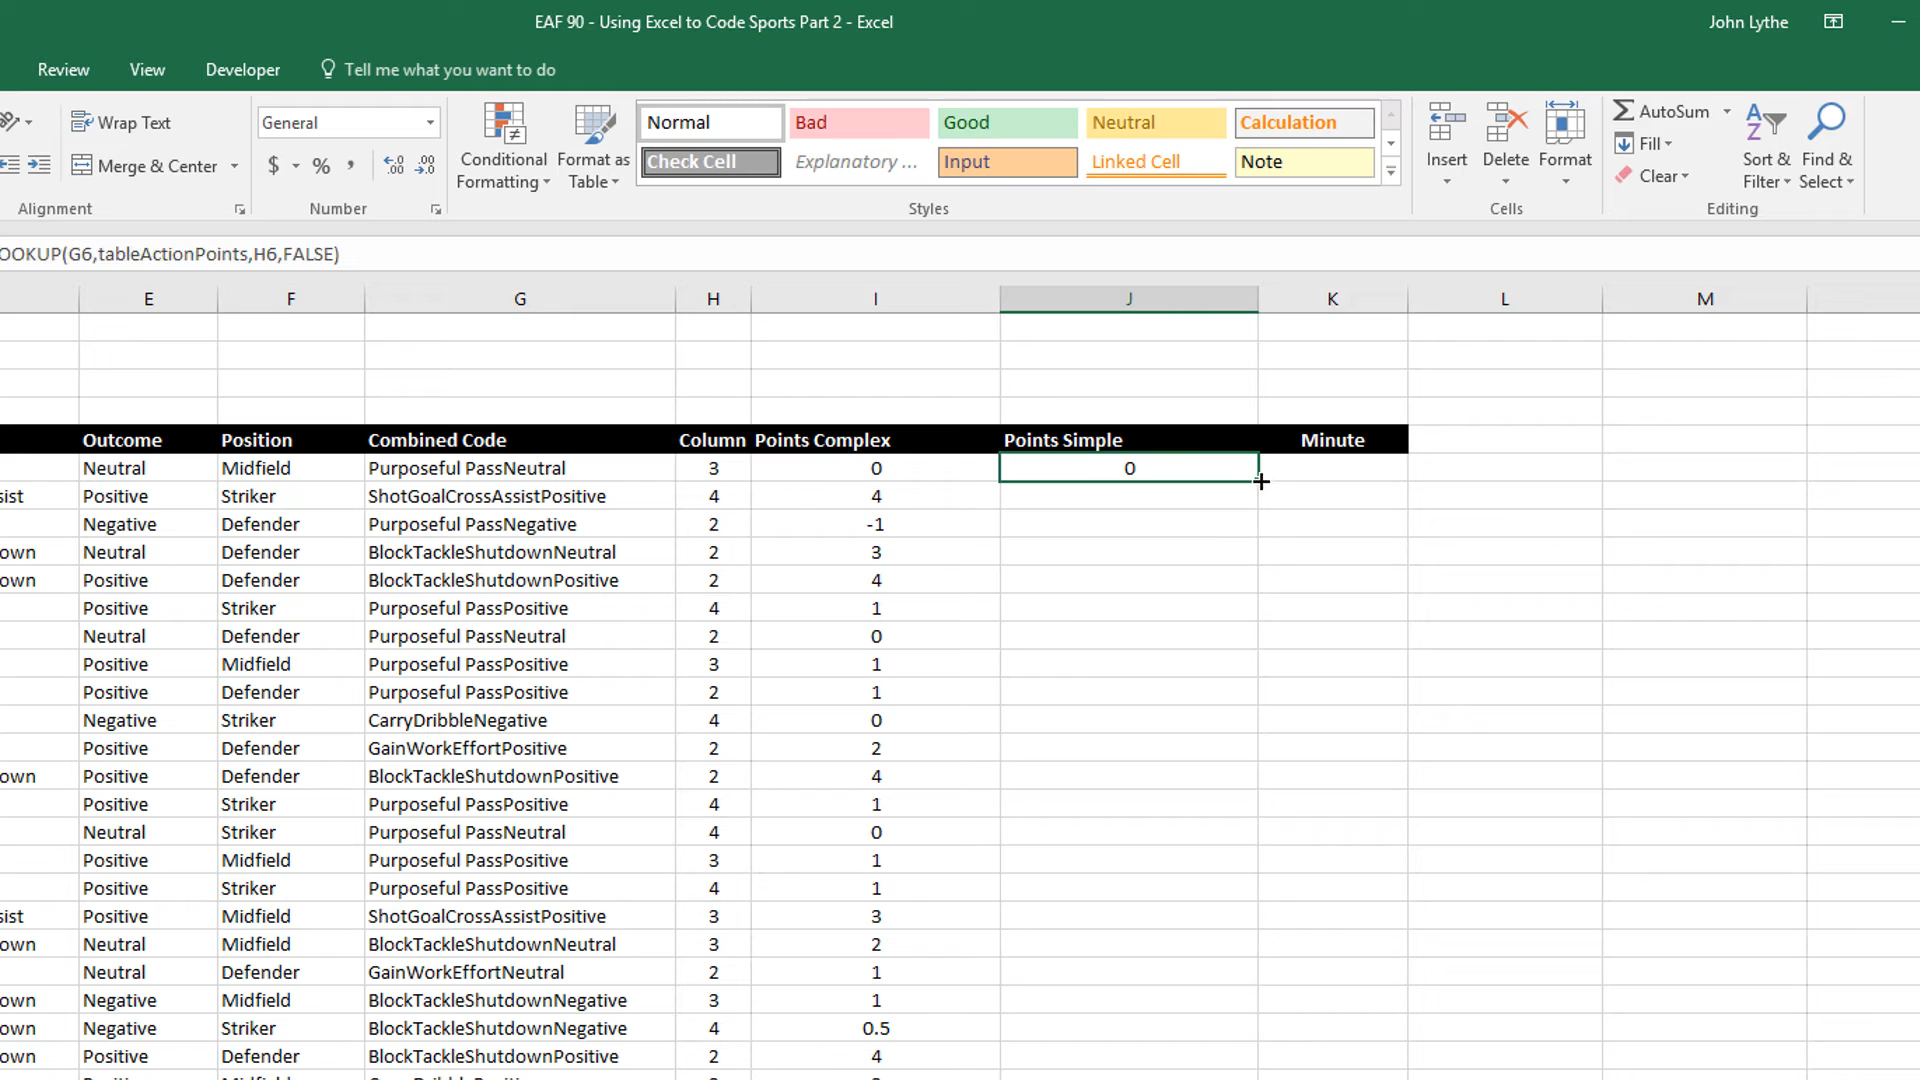 EAF 90 - Using Excel to Code Sports Part 2 - Excel
John Lythe
Review View Developer Tell me what you want to do
Wrap Text
General
Merge & Center
$ % ,
Conditional Formatting
Format as Table
Normal Bad Good Neutral Calculation
Check Cell Explanatory ... Input Linked Cell Note
Insert Delete Format
AutoSum
Fill
Clear
Sort & Filter
Find & Select
Alignment Number Styles Cells Editing
OOKUP(G6,tableActionPoints,H6,FALSE)
E F G H I J K L M
Outcome Position Combined Code Column Points Complex Points Simple Minute
Neutral Midfield Purposeful PassNeutral 3 0 0
sist Positive Striker ShotGoalCrossAssistPositive 4 4
Negative Defender Purposeful PassNegative 2 -1
own Neutral Defender BlockTackleShutdownNeutral 2 3
own Positive Defender BlockTackleShutdownPositive 2 4
Positive Striker Purposeful PassPositive 4 1
Neutral Defender Purposeful PassNeutral 2 0
Positive Midfield Purposeful PassPositive 3 1
Positive Defender Purposeful PassPositive 2 1
Negative Striker CarryDribbleNegative 4 0
Positive Defender GainWorkEffortPositive 2 2
own Positive Defender BlockTackleShutdownPositive 2 4
Positive Striker Purposeful PassPositive 4 1
Neutral Striker Purposeful PassNeutral 4 0
Positive Midfield Purposeful PassPositive 3 1
Positive Striker Purposeful PassPositive 4 1
sist Positive Midfield ShotGoalCrossAssistPositive 3 3
own Neutral Midfield BlockTackleShutdownNeutral 3 2
Neutral Defender GainWorkEffortNeutral 2 1
own Negative Midfield BlockTackleShutdownNegative 3 1
own Negative Striker BlockTackleShutdownNegative 4 0.5
own Positive Defender BlockTackleShutdownPositive 2 4